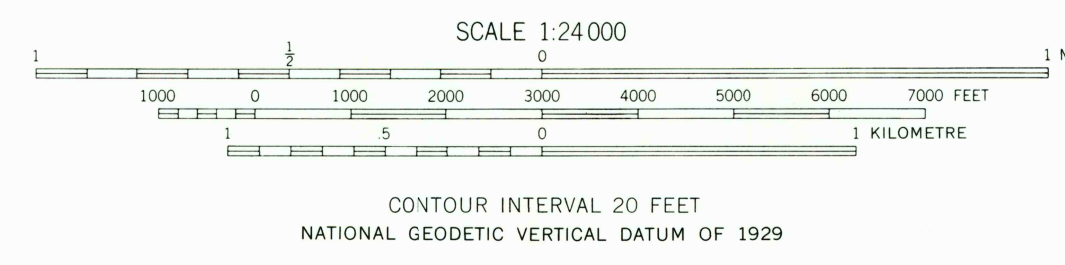 SCALE 1:24 000
1 ½ 0 1
1000 0 1000 2000 3000 4000 5000 6000 7000 FEET
1 .5 0 1 KILOMETRE
CONTOUR INTERVAL 20 FEET
NATIONAL GEODETIC VERTICAL DATUM OF 1929